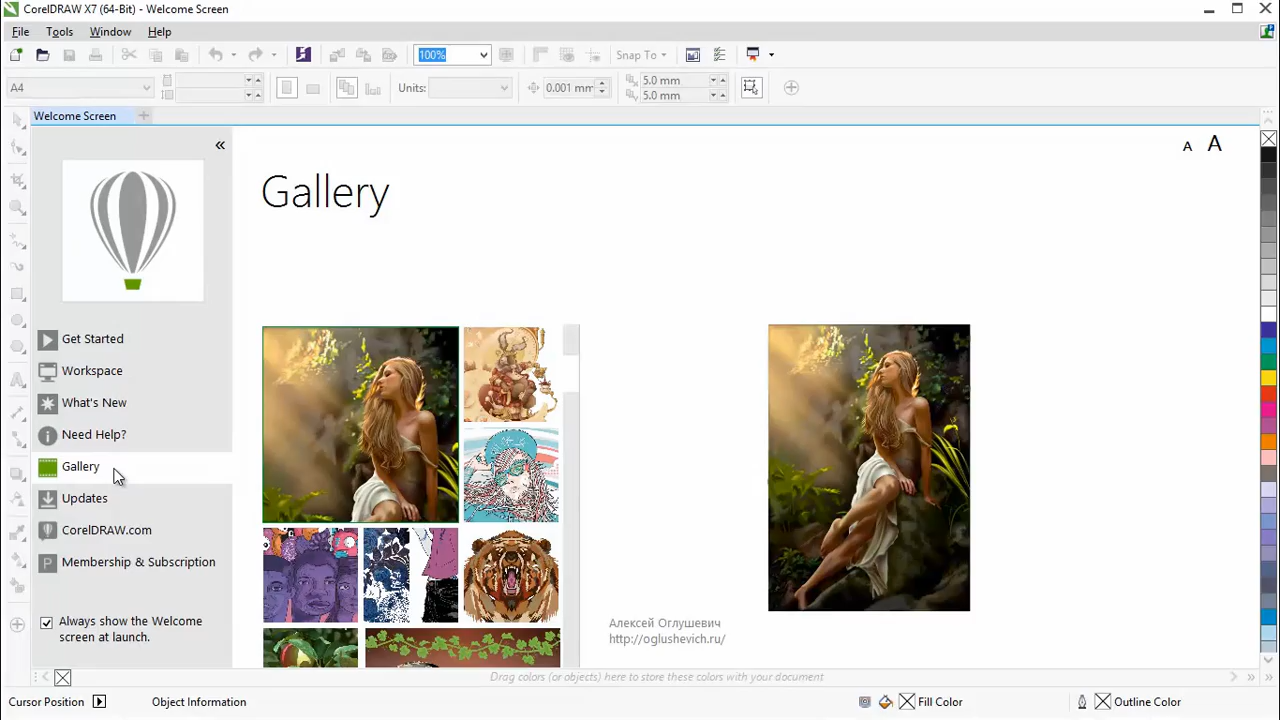 CorelDRAW X7 (64-Bit) - Welcome Screen
File Tools Window Help
100% Snap To
A4 Units: 0.001 mm 5.0 mm
5.0 mm
Welcome Screen
A A
Gallery
Get Started
Workspace
What's New
Need Help?
Gallery
Updates
CorelDRAW.com
Membership & Subscription
Always show the Welcome
screen at launch.
Алексей Оглушевич
http://oglushevich.ru/
Drag colors (or objects) here to store these colors with your document
Cursor Position Object Information Fill Color Outline Color